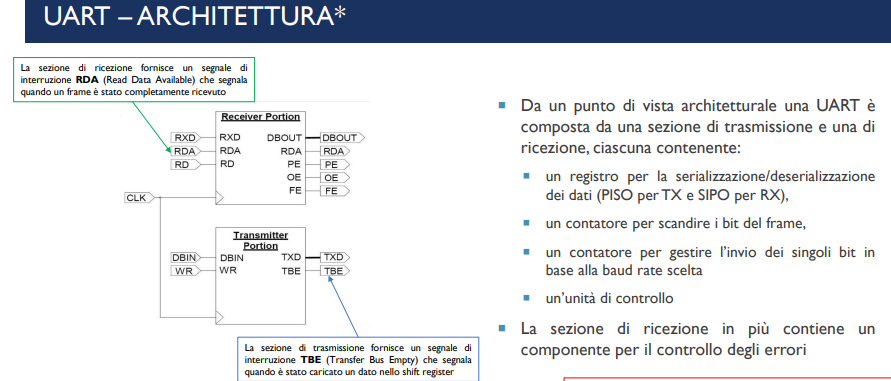 UART – ARCHITETTURA*
La sezione di ricezione fornisce un segnale di
interruzione RDA (Read Data Available) che segnala
quando un frame è stato completamente ricevuto
Receiver Portion
RXD RXD DBOUT DBOUT
RDA RDA RDA RDA
RD RD PE PE
OE OE
FE FE
CLK
Transmitter
Portion
DBIN DBIN TXD TXD
WR WR TBE TBE
La sezione di trasmissione fornisce un segnale di
interruzione TBE (Transfer Bus Empty) che segnala
quando è stato caricato un dato nello shift register
Da un punto di vista architetturale una UART è
composta da una sezione di trasmissione e una di
ricezione, ciascuna contenente:
un registro per la serializzazione/deserializzazione
dei dati (PISO per TX e SIPO per RX),
un contatore per scandire i bit del frame,
un contatore per gestire l'invio dei singoli bit in
base alla baud rate scelta
un'unità di controllo
La sezione di ricezione in più contiene un
componente per il controllo degli errori